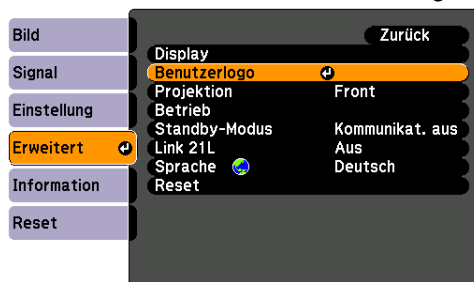 Bild
Signal
Einstellung
Erweitert
Information
Reset
Zurück
Display
Benutzerlogo
Projektion Front
Betrieb
Standby-Modus Kommunikat. aus
Link 21L Aus
Sprache Deutsch
Reset